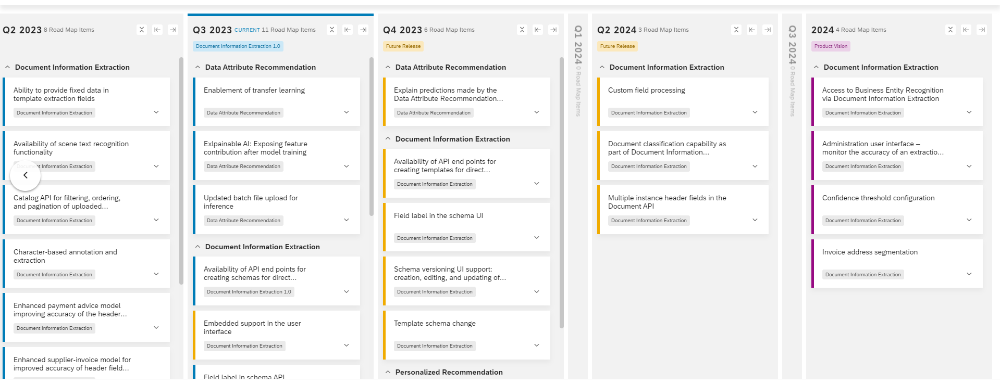 Q2 2023 8 Road Map Items
Document Information Extraction
Ability to provide fixed data in
template extraction fields
Document Information Extraction
Availability of scene text recognition
functionality
nt Information Extraction
Catalog API for filtering, ordering,
and pagination of uploaded...
Document Information Extraction
Character-based annotation and
extraction
Document Information Extraction
Enhanced payment advice model
improving accuracy of the header...
Document Information Extraction
Enhanced supplier-invoice model for
improved accuracy of header field...
Q3 2023 CURRENT 11 Road Map Items
Document Information Extraction 1.0
Data Attribute Recommendation
Enablement of transfer learning
Data Attribute Recommendation
Exlpainable AI: Exposing feature
contribution after model training
Data Attribute Recommendation
Updated batch file upload for
inference
Data Attribute Recommendation
Document Information Extraction
Availability of API end points for
creating schemas for direct...
Document Information Extraction 1.0
Embedded support in the user
interface
Document Information Extraction
Field label in schema API
Q4 2023 6 Road Map Items
Future Release
Data Attribute Recommendation
Explain predictions made by the
Data Attribute Recommendation...
Data Attribute Recommendation
Document Information Extraction
Availability of API end points for
creating templates for direct...
Document Information Extraction
Field label in the schema UI
Document Information Extraction
Schema versioning UI support:
creation, editing, and updating of...
Document Information Extraction
Template schema change
Document Information Extraction
Personalized Recommendation
Q1 2024 0 Road Map Items
Q2 2024 3 Road Map Items
Future Release
Document Information Extraction
Custom field processing
Document Information Extraction
Document classification capability as
part of Document Information...
Document Information Extraction
Multiple instance header fields in the
Document API
Document Information Extraction
Q3 2024 0 Road Map Items
2024 4 Road Map Items
Product Vision
Document Information Extraction
Access to Business Entity Recognition
via Document Information Extraction
Document Information Extraction
Administration user interface –
monitor the accuracy of an extractio...
Document Information Extraction
Confidence threshold configuration
Document Information Extraction
Invoice address segmentation
Document Information Extraction